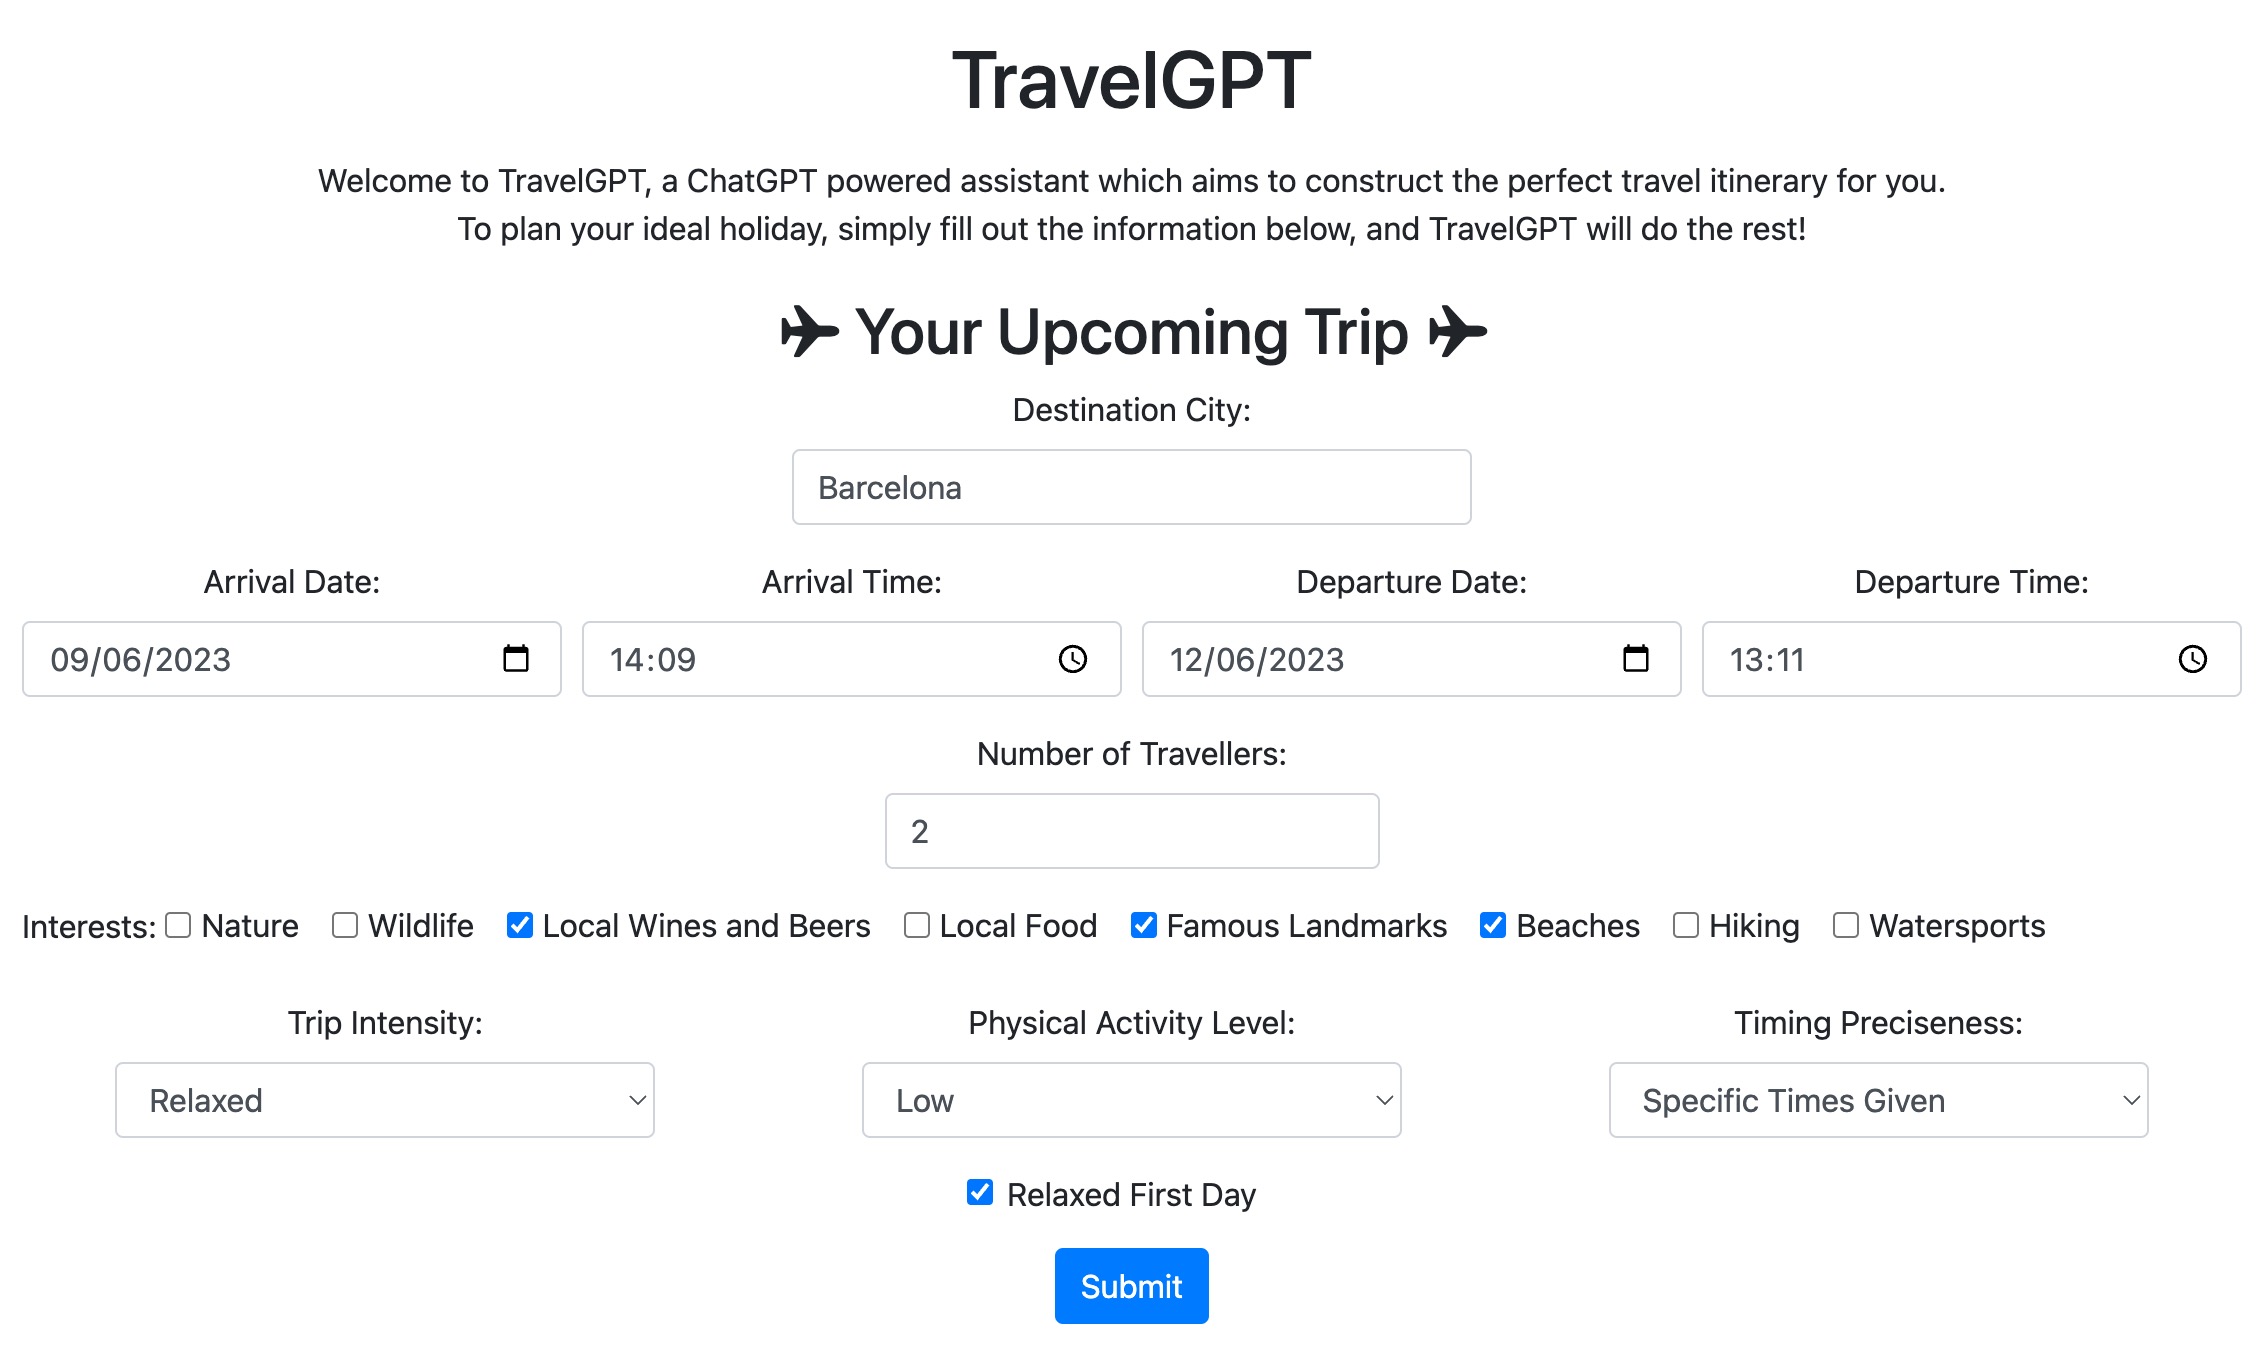 TravelGPT
Welcome to TravelGPT, a ChatGPT powered assistant which aims to construct the perfect travel itinerary for you.
To plan your ideal holiday, simply fill out the information below, and TravelGPT will do the rest!
✈ Your Upcoming Trip ✈
Destination City:
Barcelona
Arrival Date: Arrival Time: Departure Date: Departure Time:
09/06/2023 14:09 12/06/2023 13:11
Number of Travellers:
2
Interests: Nature Wildlife Local Wines and Beers Local Food Famous Landmarks Beaches Hiking Watersports
Trip Intensity: Physical Activity Level: Timing Preciseness:
Relaxed Low Specific Times Given
Relaxed First Day
Submit